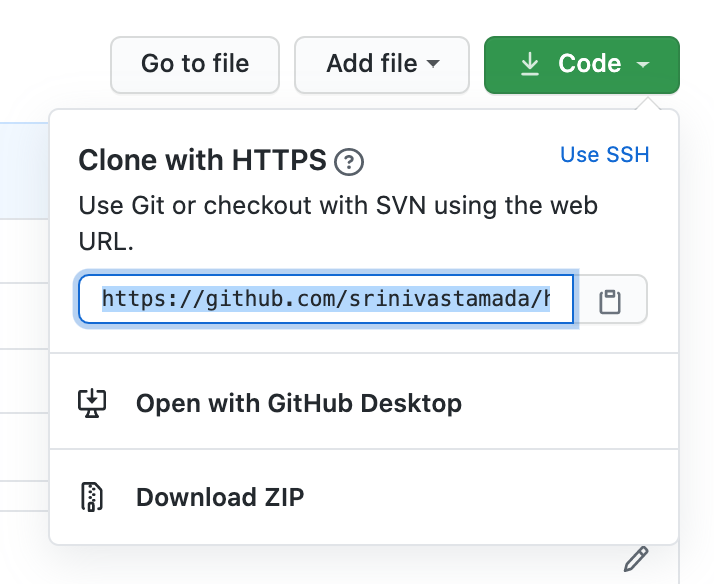 Go to file
Add file
Code
Clone with HTTPS
Use SSH
Use Git or checkout with SVN using the web
URL.
https://github.com/srinivastamada/h
Open with GitHub Desktop
Download ZIP